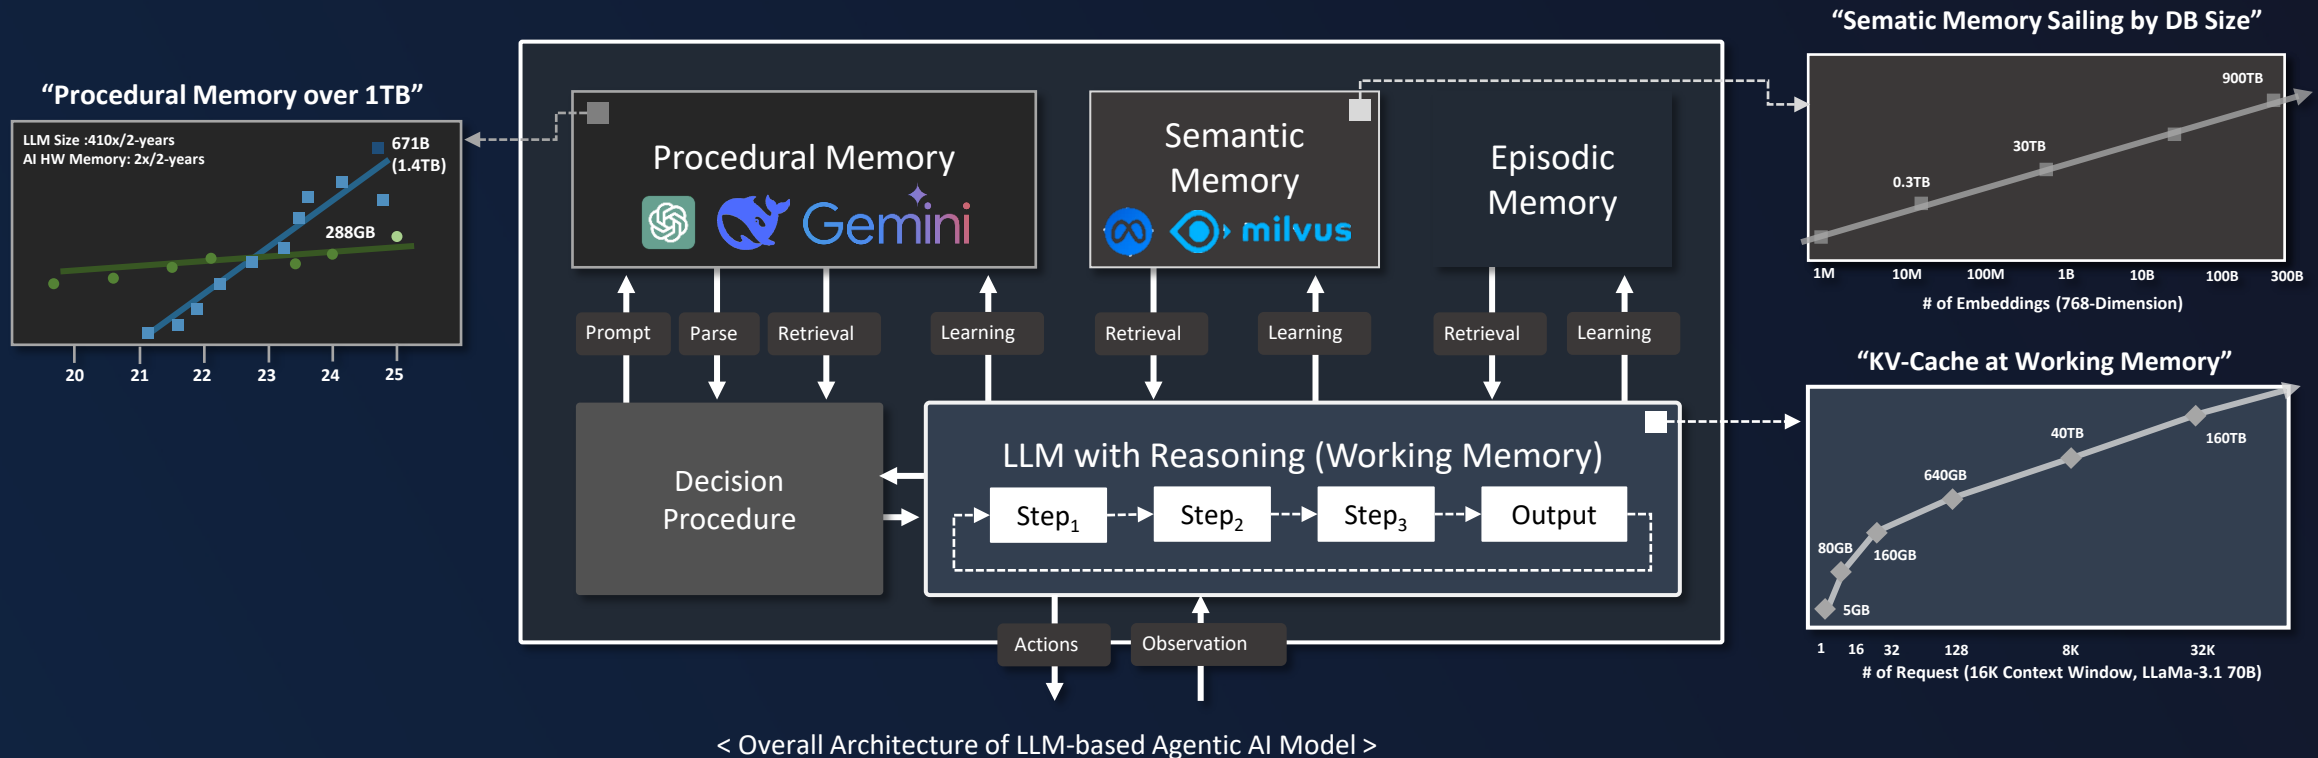 “Procedural Memory over 1TB”
LLM Size :410x/2-years
AI HW Memory: 2x/2-years
671B
(1.4TB)
288GB
20 21 22 23 24 25
Procedural Memory
Gemini
Semantic
Memory
milvus
Episodic
Memory
Prompt
Parse
Retrieval
Learning
Retrieval
Learning
Retrieval
Learning
Decision
Procedure
LLM with Reasoning (Working Memory)
Step1
Step2
Step3
Output
Actions
Observation
< Overall Architecture of LLM-based Agentic AI Model >
“Sematic Memory Sailing by DB Size”
900TB
30TB
0.3TB
1M 10M 100M 1B 10B 100B 300B
# of Embeddings (768-Dimension)
“KV-Cache at Working Memory”
40TB
160TB
640GB
80GB
160GB
5GB
1 16 32 128 8K 32K
# of Request (16K Context Window, LLaMa-3.1 70B)